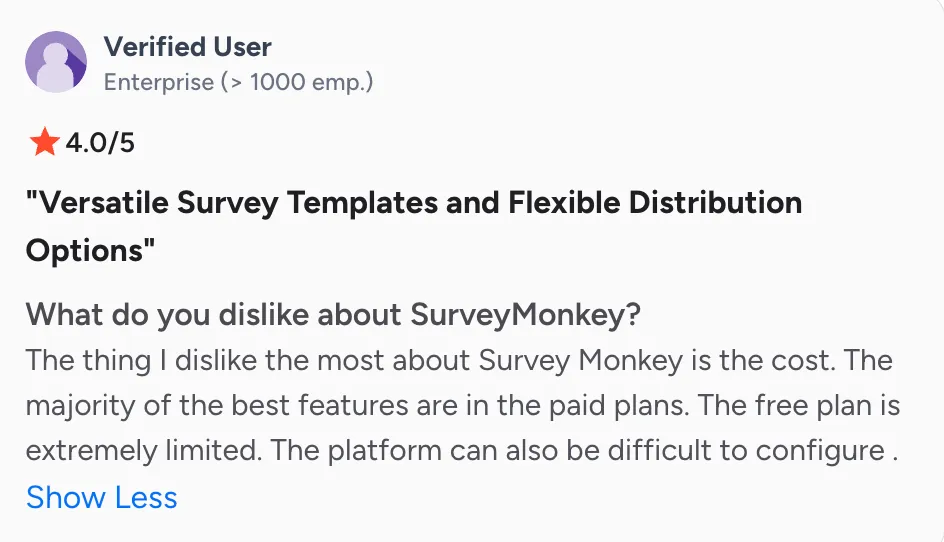 Verified User
Enterprise (> 1000 emp.)
4.0/5
"Versatile Survey Templates and Flexible Distribution
Options"
What do you dislike about SurveyMonkey?
The thing I dislike the most about Survey Monkey is the cost. The
majority of the best features are in the paid plans. The free plan is
extremely limited. The platform can also be difficult to configure .
Show Less